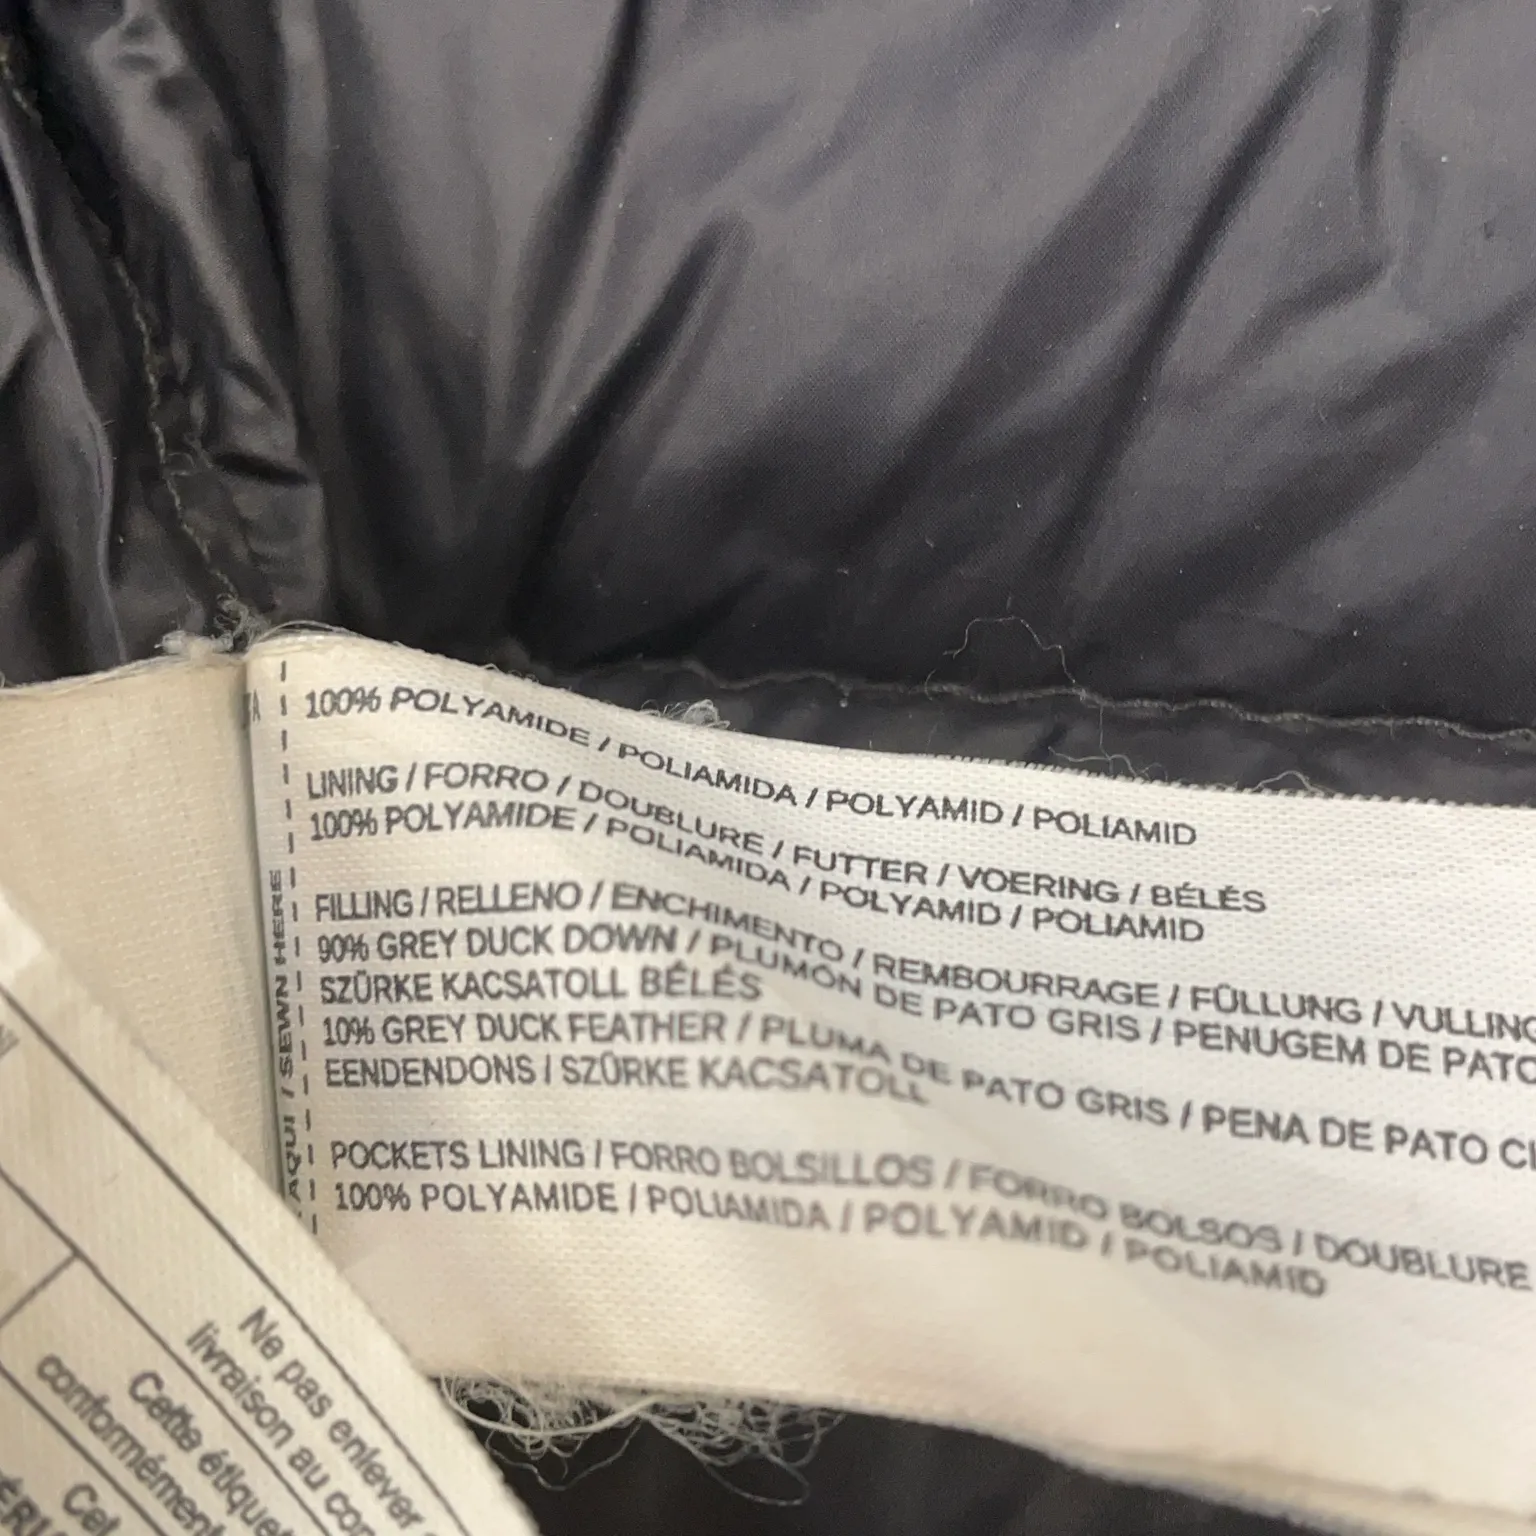 100% POLYAMIDE / POLIAMIDA / POLYAMID / POLIAMID
LINING / FORRO / DOUBLURE / FUTTER / VOERING / BÉLÉS
100% POLYAMIDE / POLIAMIDA / POLYAMID / POLIAMID
FILLING / RELLENO / ENCHIMENTO / REMBOURRAGE / FÜLLUNG / VULLING
90% GREY DUCK DOWN / PLUMÓN DE PATO GRIS / PENUGEM DE PATO
SZÜRKE KACSATOLL BÉLÉS
10% GREY DUCK FEATHER / PLUMA DE PATO GRIS / PENA DE PATO
EENDENDONS / SZÜRKE KACSATOLL
POCKETS LINING / FORRO BOLSILLOS / FORRO BOLSOS / DOUBLURE
100% POLYAMIDE / POLIAMIDA / POLYAMID / POLIAMID
AQUI / SEWN HERE
Ne pas enlever
livraison au
Cette
conformément
Cet